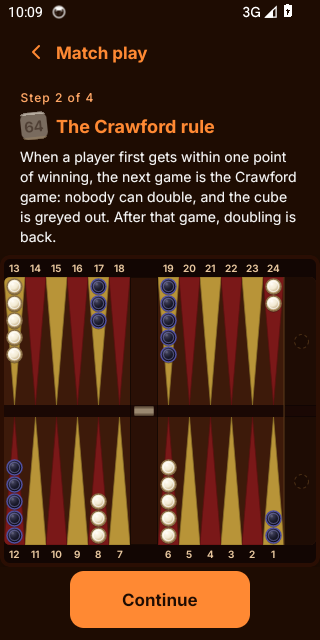 10:09
3G
Match play
Step 2 of 4
64
The Crawford rule
When a player first gets within one point
of winning, the next game is the Crawford
game: nobody can double, and the cube
is greyed out. After that game, doubling is
back.
13 14 15 16 17 18 19 20 21 22 23 24
12 11 10 9 8 7 6 5 4 3 2 1
Continue